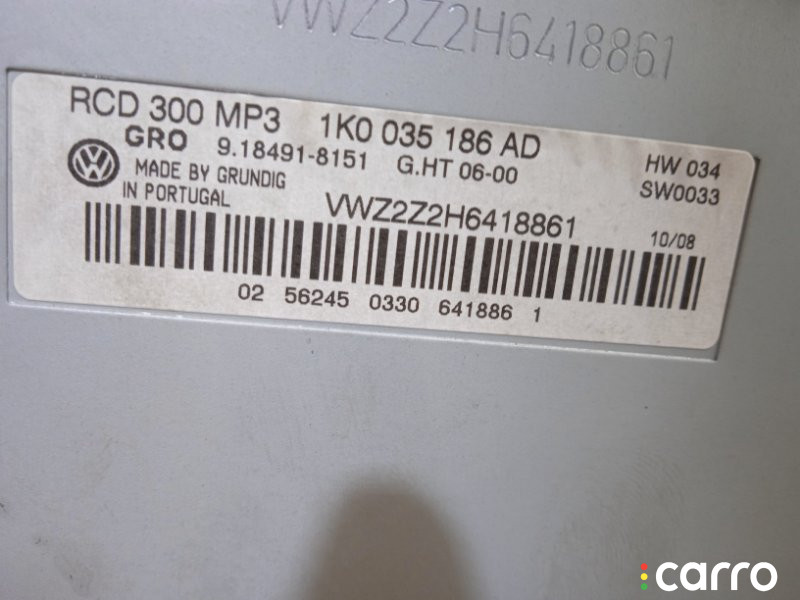 VWZ2Z2H6418861
RCD 300 MP3 1K0 035 186 AD
GRO 9.18491-8151 G.HT 06-00
HW 034
SW0033
MADE BY GRUNDIG
IN PORTUGAL
VWZ2Z2H6418861
10/08
02 56245 0330 641886 1
carro